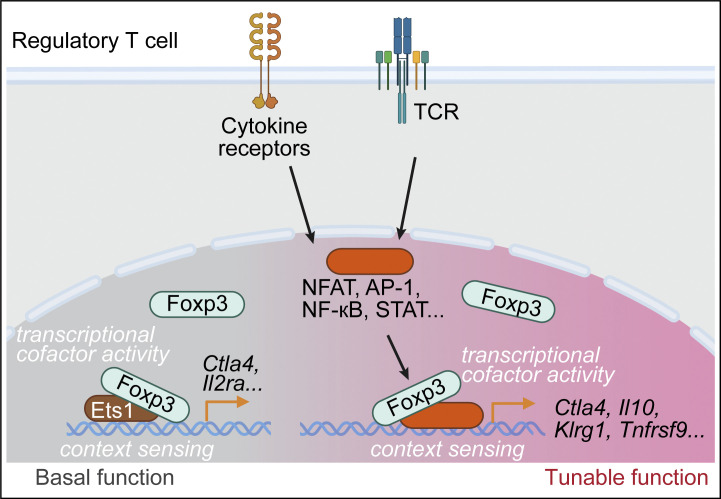 Regulatory T cell
Cytokine
receptors
TCR
NFAT, AP-1,
NF-κB, STAT...
Foxp3
Foxp3
transcriptional
cofactor activity
Foxp3
Ets1
Ctla4,
Il2ra...
context sensing
transcriptional
cofactor activity
Foxp3
Ctla4, Il10,
Klrg1, Tnfrsf9...
context sensing
Basal function
Tunable function